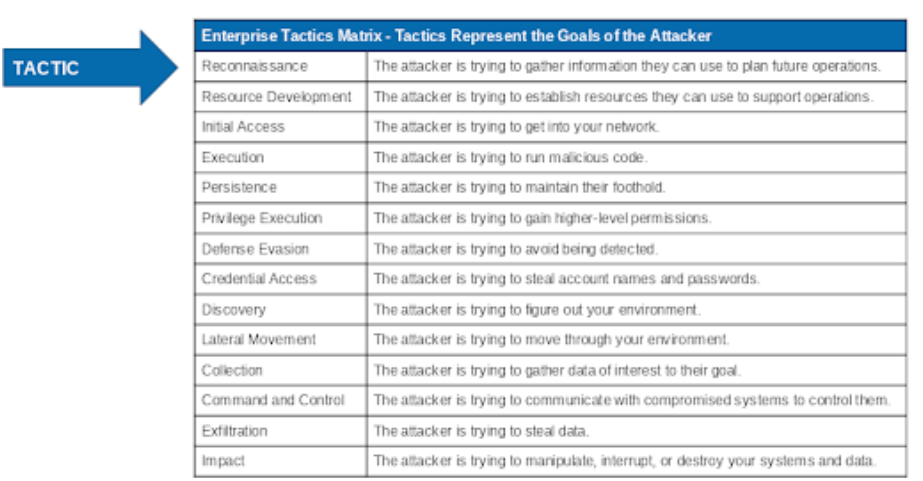 Enterprise Tactics Matrix - Tactics Represent the Goals of the Attacker
TACTIC
Reconnaissance The attacker is trying to gather information they can use to plan future operations.
Resource Development The attacker is trying to establish resources they can use to support operations.
Initial Access The attacker is trying to get into your network.
Execution The attacker is trying to run malicious code.
Persistence The attacker is trying to maintain their foothold.
Privilege Execution The attacker is trying to gain higher-level permissions.
Defense Evasion The attacker is trying to avoid being detected.
Credential Access The attacker is trying to steal account names and passwords.
Discovery The attacker is trying to figure out your environment.
Lateral Movement The attacker is trying to move through your environment.
Collection The attacker is trying to gather data of interest to their goal.
Command and Control The attacker is trying to communicate with compromised systems to control them.
Exfiltration The attacker is trying to steal data.
Impact The attacker is trying to manipulate, interrupt, or destroy your systems and data.